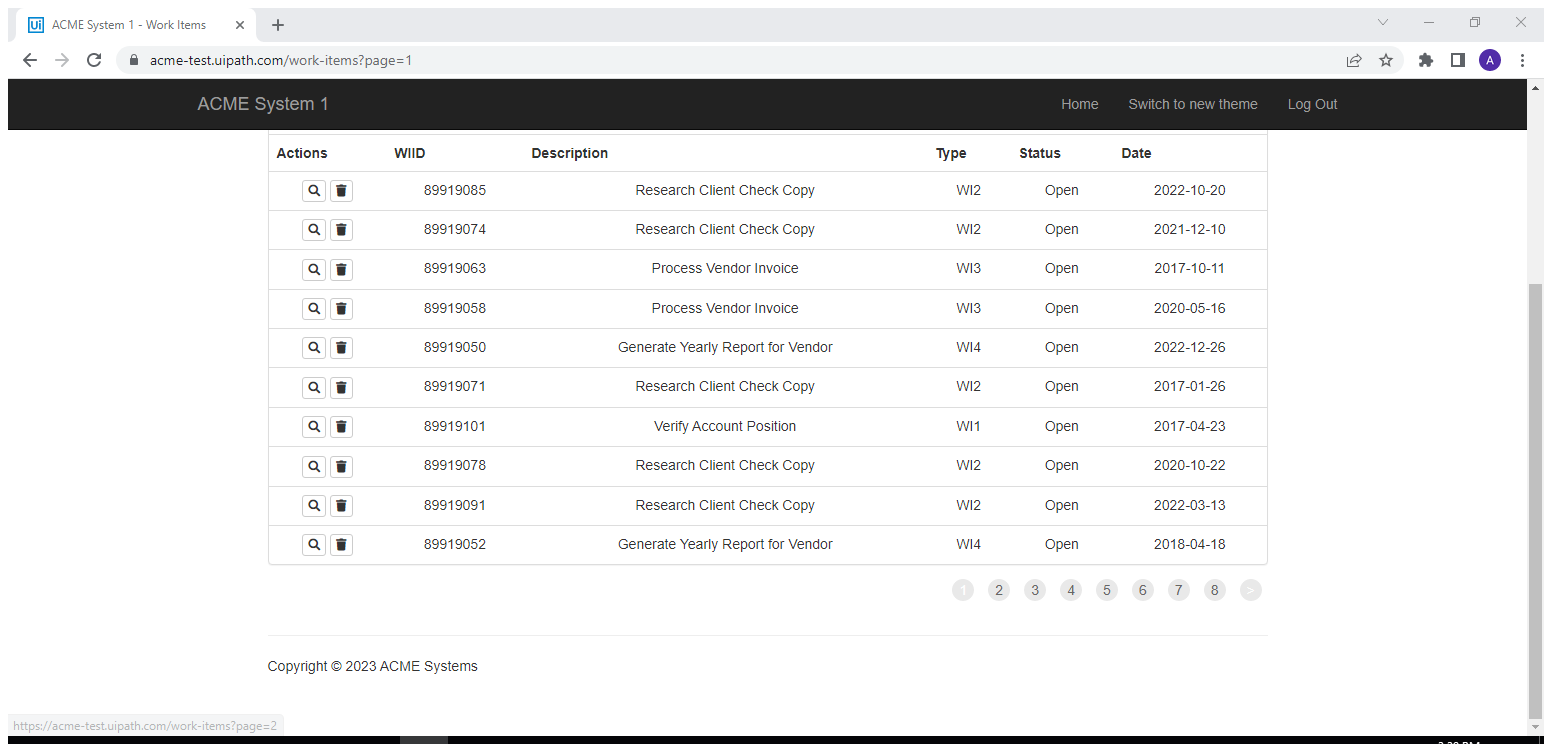 ACME System 1 - Work Items
acme-test.uipath.com/work-items?page=1
A
ACME System 1 Home Switch to new theme Log Out
Actions WIID Description Type Status Date
89919085 Research Client Check Copy WI2 Open 2022-10-20
89919074 Research Client Check Copy WI2 Open 2021-12-10
89919063 Process Vendor Invoice WI3 Open 2017-10-11
89919058 Process Vendor Invoice WI3 Open 2020-05-16
89919050 Generate Yearly Report for Vendor WI4 Open 2022-12-26
89919071 Research Client Check Copy WI2 Open 2017-01-26
89919101 Verify Account Position WI1 Open 2017-04-23
89919078 Research Client Check Copy WI2 Open 2020-10-22
89919091 Research Client Check Copy WI2 Open 2022-03-13
89919052 Generate Yearly Report for Vendor WI4 Open 2018-04-18
1 2 3 4 5 6 7 8 >
Copyright © 2023 ACME Systems
https://acme-test.uipath.com/work-items?page=2